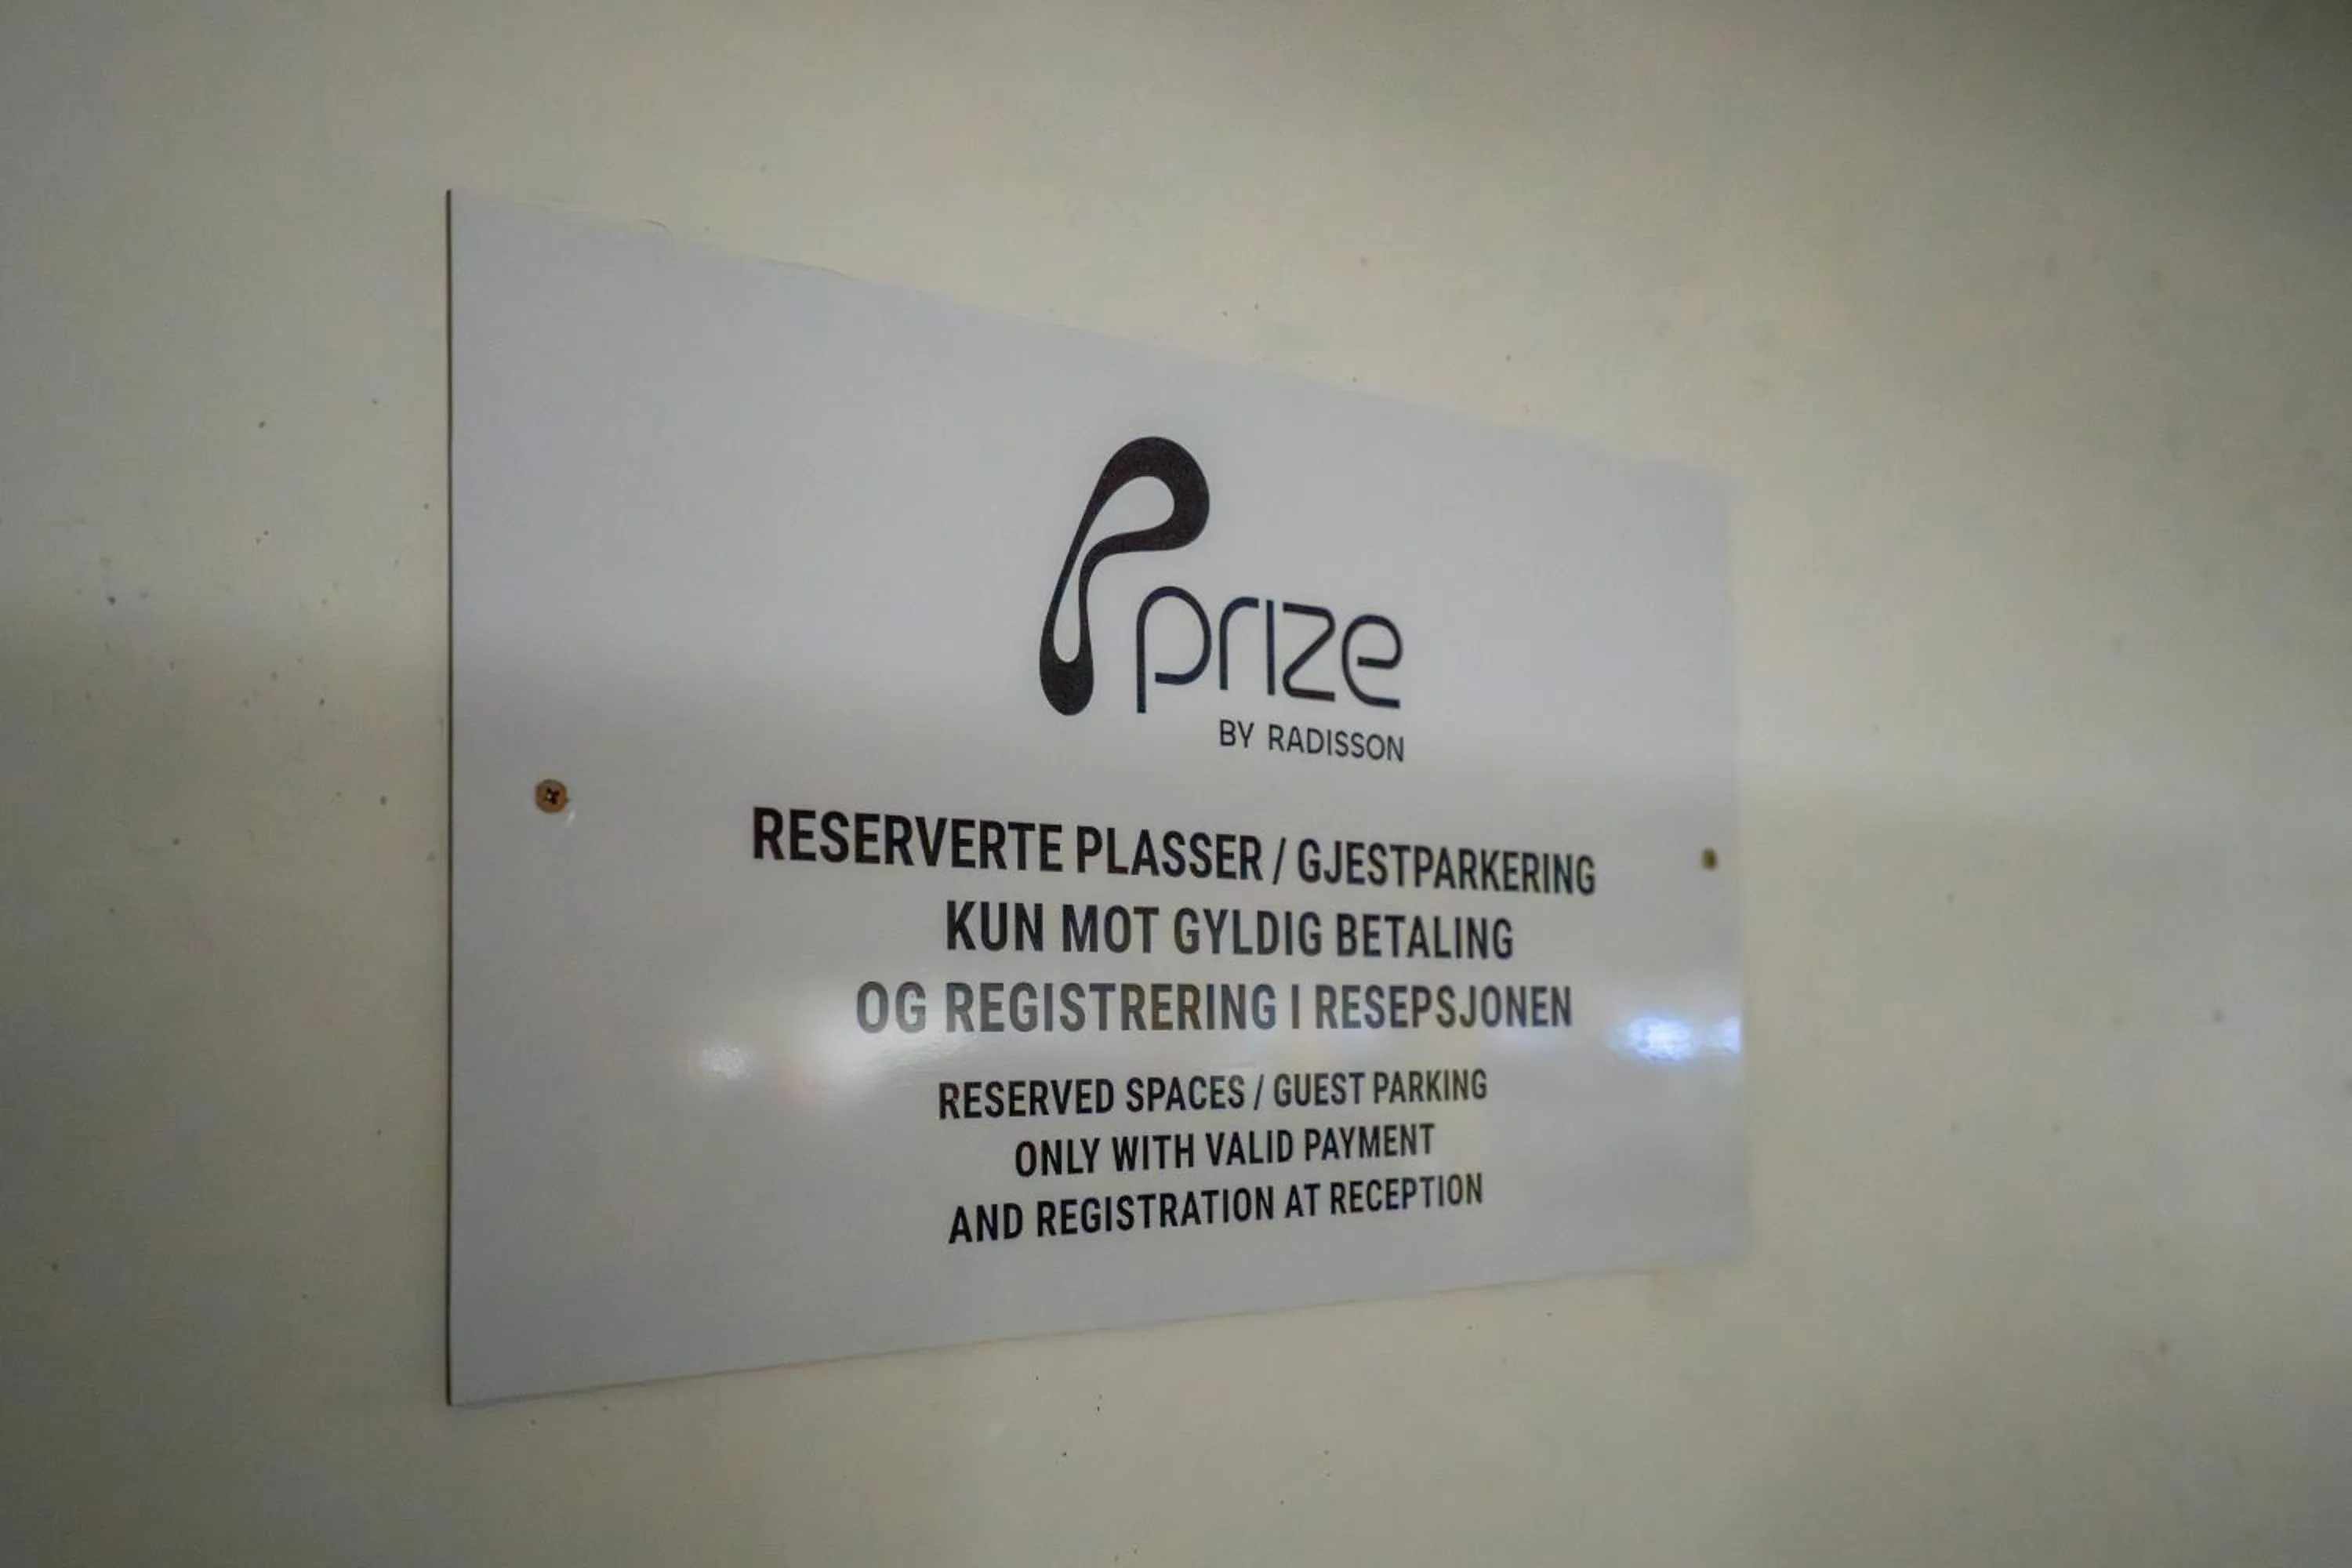 prize
BY RADISSON
RESERVERTE PLASSER / GJESTPARKERING
KUN MOT GYLDIG BETALING
OG REGISTRERING I RESEPSJONEN
RESERVED SPACES / GUEST PARKING
ONLY WITH VALID PAYMENT
AND REGISTRATION AT RECEPTION